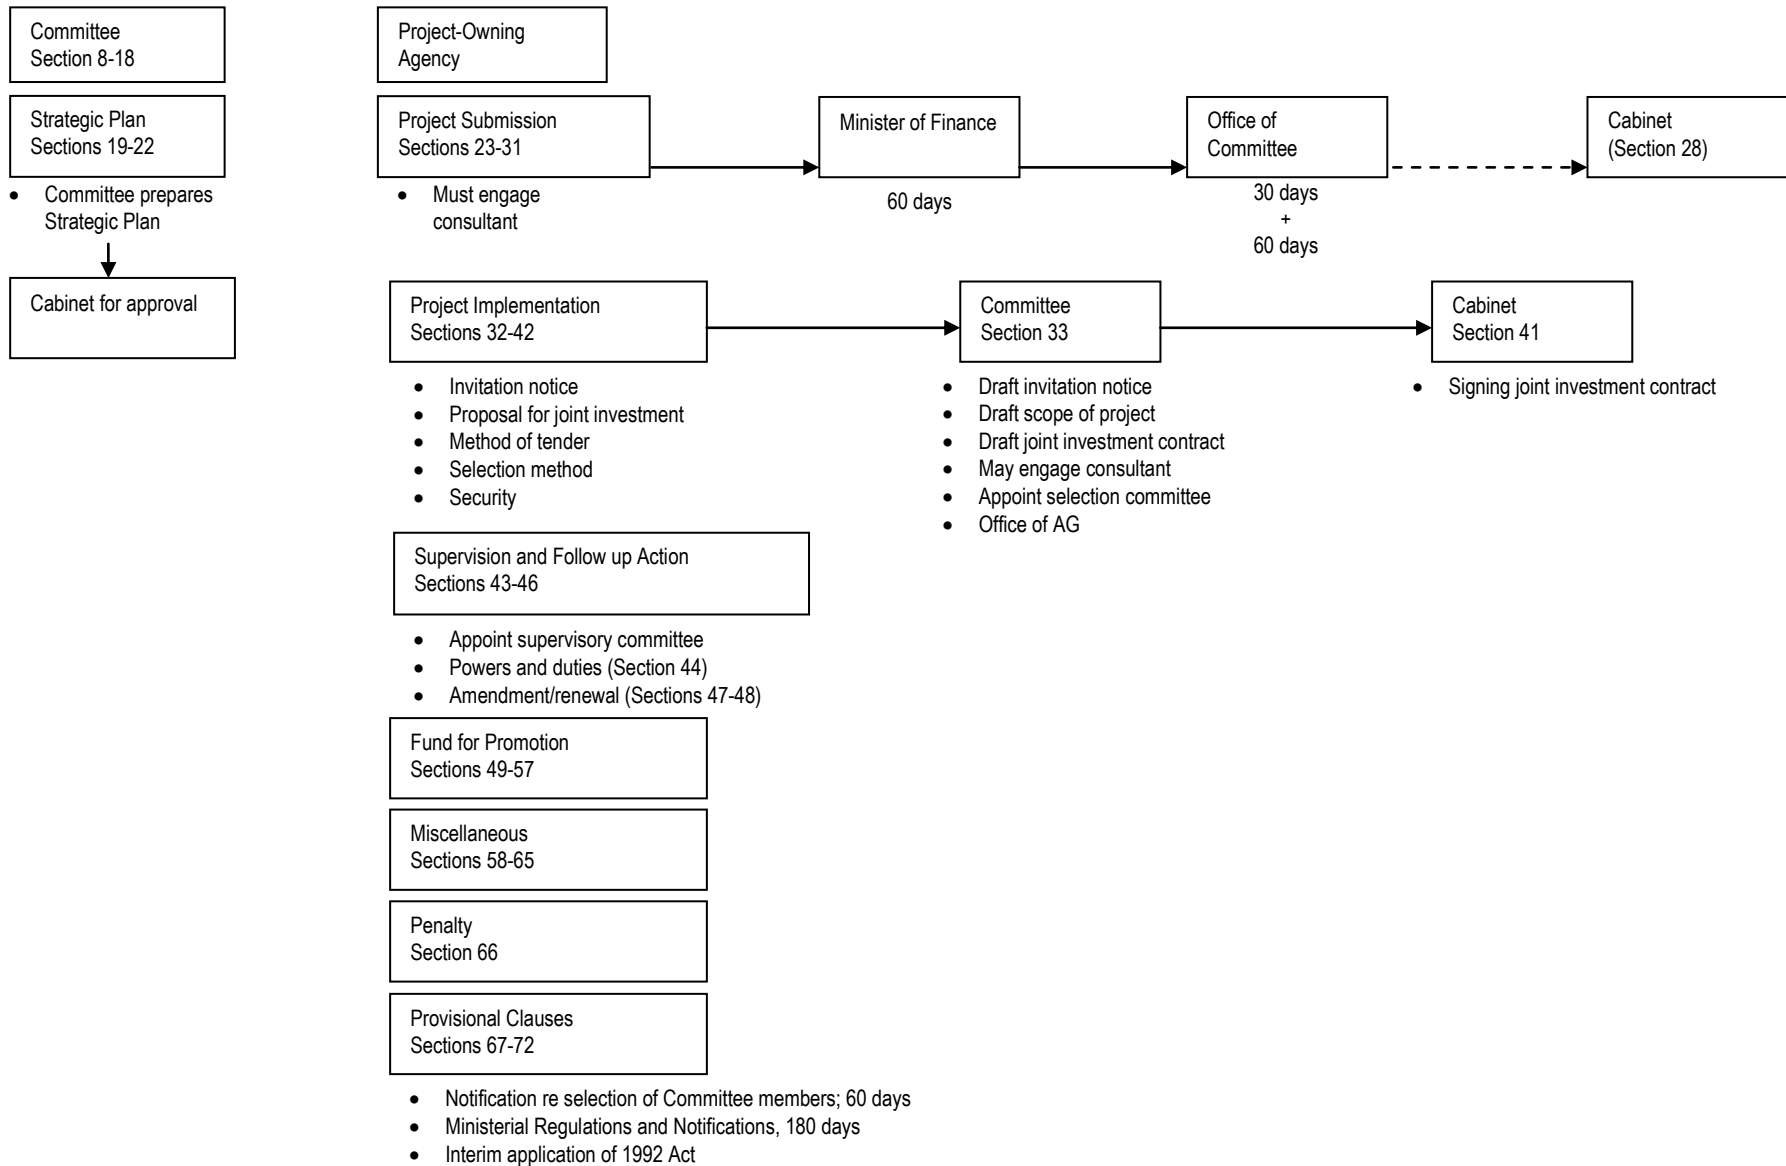 Committee
Section 8-18
Project-Owning
Agency
Strategic Plan
Sections 19-22
Project Submission
Sections 23-31
Minister of Finance
Office of
Committee
Cabinet
(Section 28)
• Committee prepares
Strategic Plan
• Must engage
consultant
60 days
30 days
+
60 days
Cabinet for approval
Project Implementation
Sections 32-42
Committee
Section 33
Cabinet
Section 41
• Invitation notice
• Proposal for joint investment
• Method of tender
• Selection method
• Security
• Draft invitation notice
• Draft scope of project
• Draft joint investment contract
• May engage consultant
• Appoint selection committee
• Office of AG
• Signing joint investment contract
Supervision and Follow up Action
Sections 43-46
• Appoint supervisory committee
• Powers and duties (Section 44)
• Amendment/renewal (Sections 47-48)
Fund for Promotion
Sections 49-57
Miscellaneous
Sections 58-65
Penalty
Section 66
Provisional Clauses
Sections 67-72
• Notification re selection of Committee members; 60 days
• Ministerial Regulations and Notifications, 180 days
• Interim application of 1992 Act